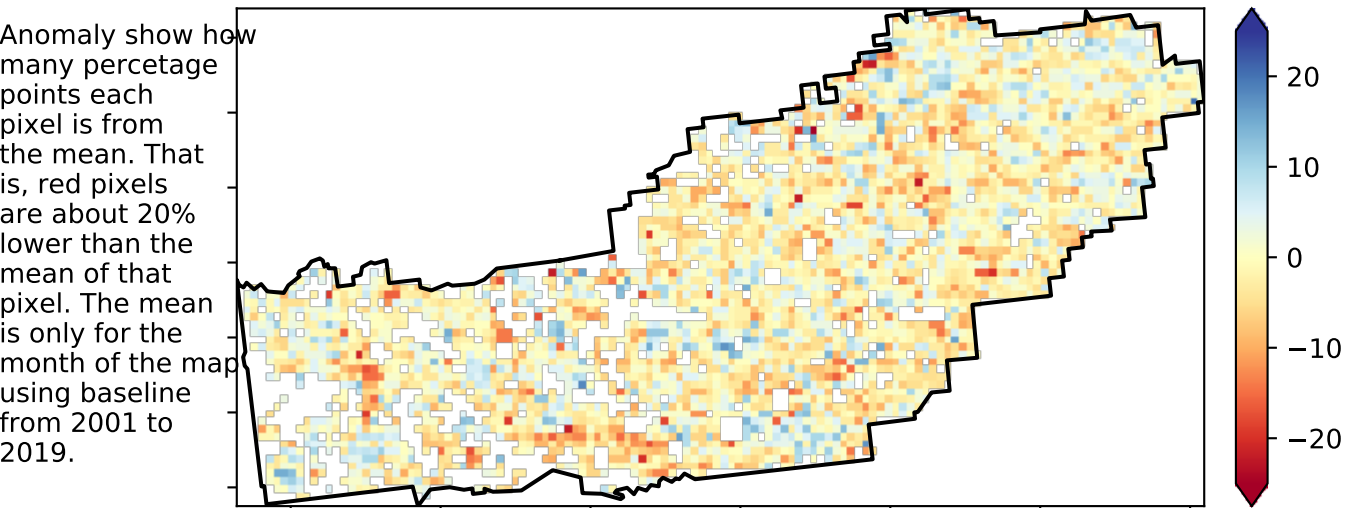 Anomaly show how
many percetage
points each
pixel is from
the mean. That
is, red pixels
are about 20%
lower than the
mean of that
pixel. The mean
is only for the
month of the map
using baseline
from 2001 to
2019.
20
10
0
−10
−20